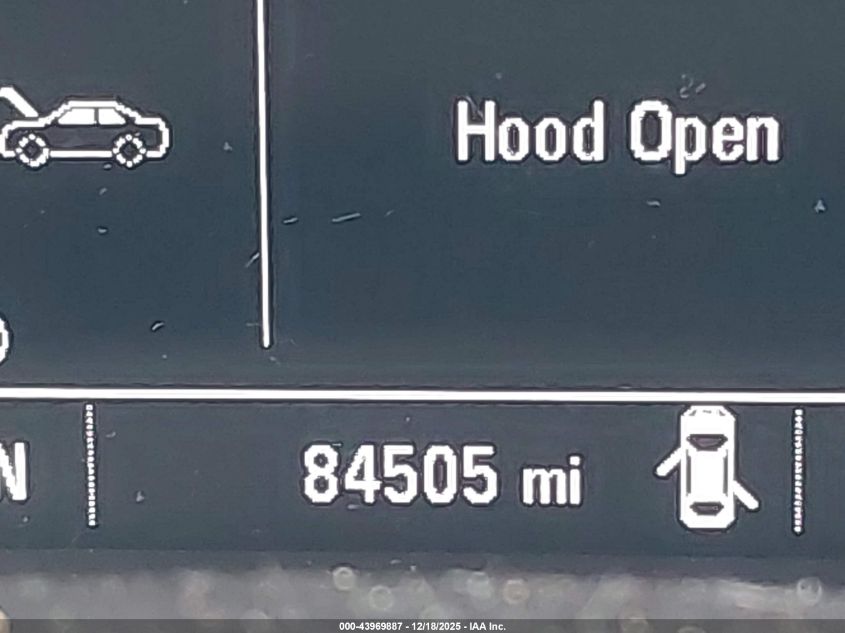 Hood Open
N
84505 mi
000-43969887 - 12/18/2025 - IAA Inc.